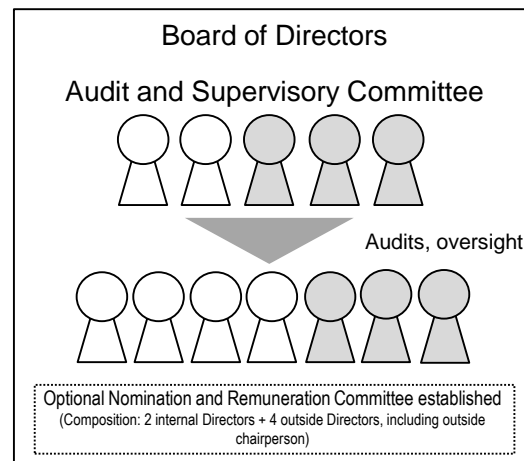 Board of Directors
Audit and Supervisory Committee
Audits, oversight
Optional Nomination and Remuneration Committee established
(Composition: 2 internal Directors + 4 outside Directors, including outside
chairperson)